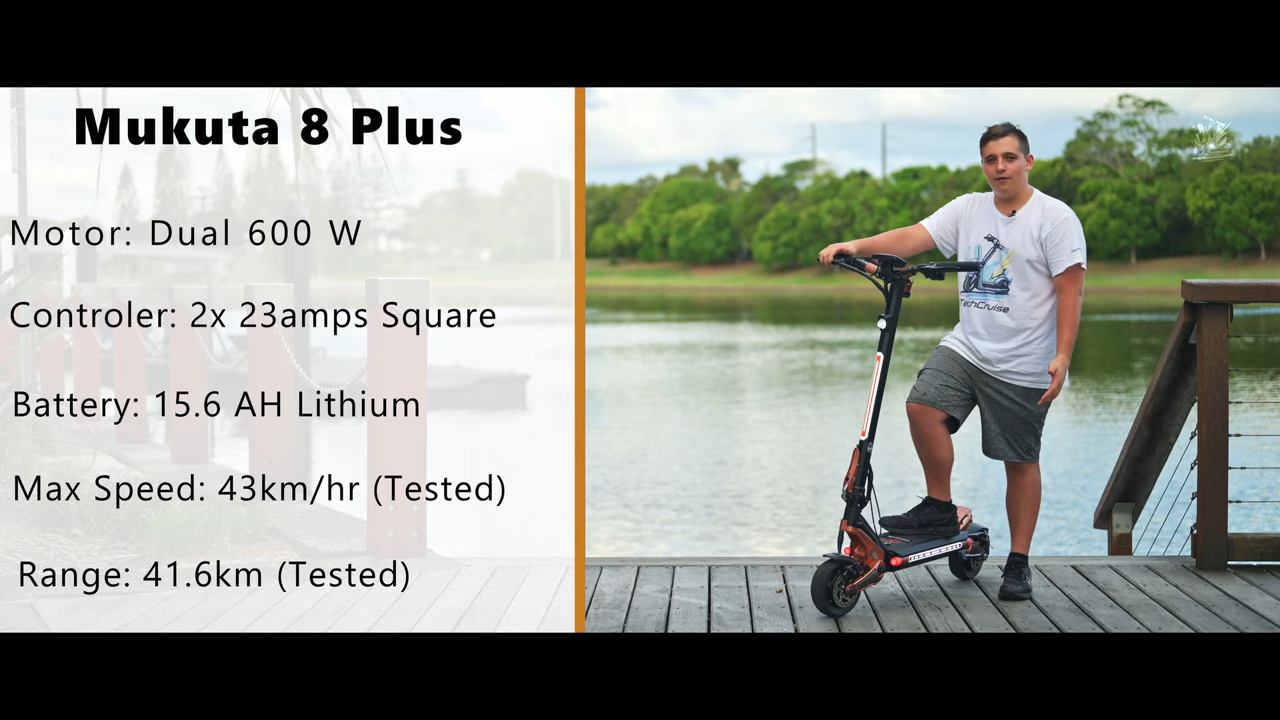 Mukuta 8 Plus
Motor: Dual 600 W
Controler: 2x 23amps Square
Battery: 15.6 AH Lithium
Max Speed: 43km/hr (Tested)
Range: 41.6km (Tested)
TechCruise